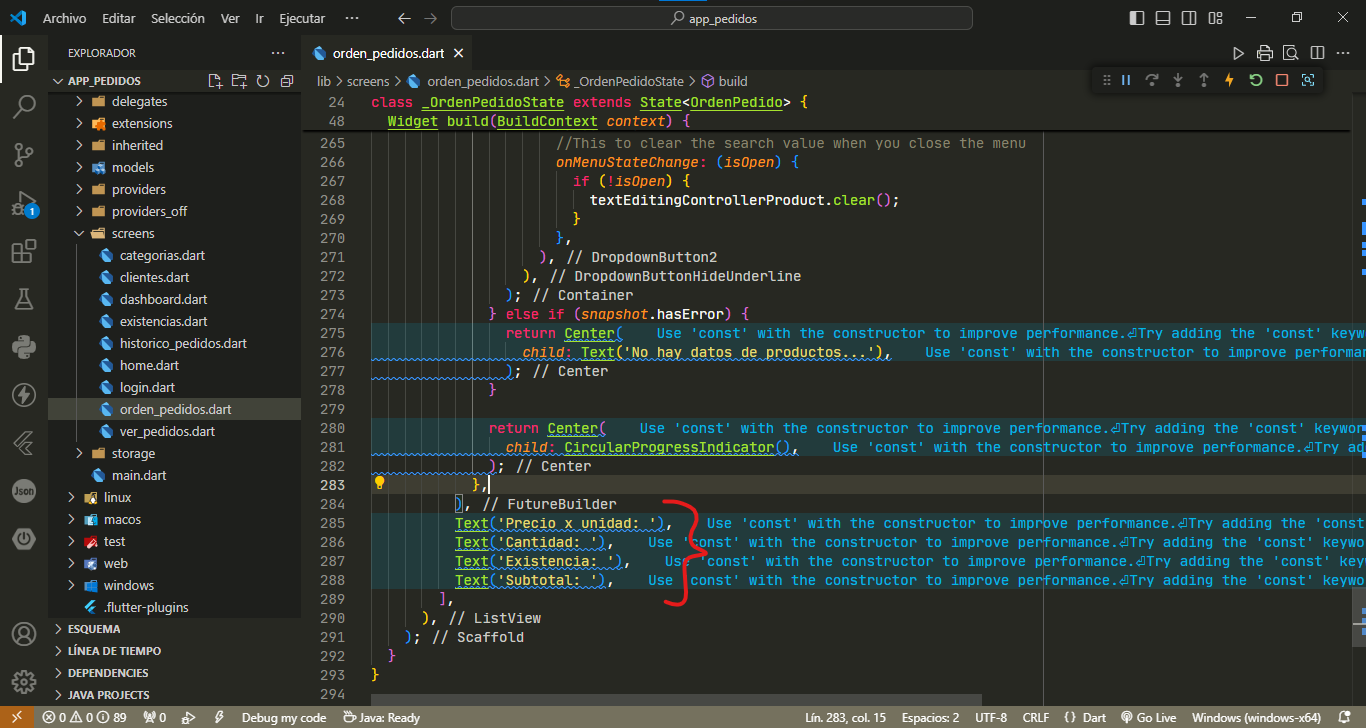 Archivo Editar Selección Ver Ir Ejecutar ··· app_pedidos
EXPLORADOR ···
APP_PEDIDOS
delegates
extensions
inherited
models
providers
providers_off
screens
categorias.dart
clientes.dart
dashboard.dart
existencias.dart
historico_pedidos.dart
home.dart
login.dart
orden_pedidos.dart
ver_pedidos.dart
storage
main.dart
linux
macos
test
web
windows
.flutter-plugins
ESQUEMA
LÍNEA DE TIEMPO
DEPENDENCIES
JAVA PROJECTS
1
Json
orden_pedidos.dart
lib > screens > orden_pedidos.dart > _OrdenPedidoState > build
24 class _OrdenPedidoState extends State<OrdenPedido> {
48 Widget build(BuildContext context) {
265 //This to clear the search value when you close the menu
266 onMenuStateChange: (isOpen) {
267 if (!isOpen) {
268 textEditingControllerProduct.clear();
269 }
270 },
271 ), // DropdownButton2
272 ), // DropdownButtonHideUnderline
273 ); // Container
274 } else if (snapshot.hasError) {
275 return Center( Use 'const' with the constructor to improve performance.⏎Try adding the 'const' keyw
276 child: Text('No hay datos de productos...'), Use 'const' with the constructor to improve performan
277 ); // Center
278 }
279
280 return Center( Use 'const' with the constructor to improve performance.⏎Try adding the 'const' keywo
281 child: CircularProgressIndicator(), Use 'const' with the constructor to improve performance.⏎Try ad
282 ); // Center
283 },
284 ), // FutureBuilder
285 Text('Precio x unidad: '), Use 'const' with the constructor to improve performance.⏎Try adding the 'const
286 Text('Cantidad: '), Use 'const' with the constructor to improve performance.⏎Try adding the 'const' keywo
287 Text('Existencia: '), Use 'const' with the constructor to improve performance.⏎Try adding the 'const' key
288 Text('Subtotal: '), Use 'const' with the constructor to improve performance.⏎Try adding the 'const' keywo
289 ],
290 ), // ListView
291 ); // Scaffold
292 }
293 }
294
0 0 89 0 Debug my code Java: Ready Lín. 283, col. 15 Espacios: 2 UTF-8 CRLF {} Dart Go Live Windows (windows-x64)